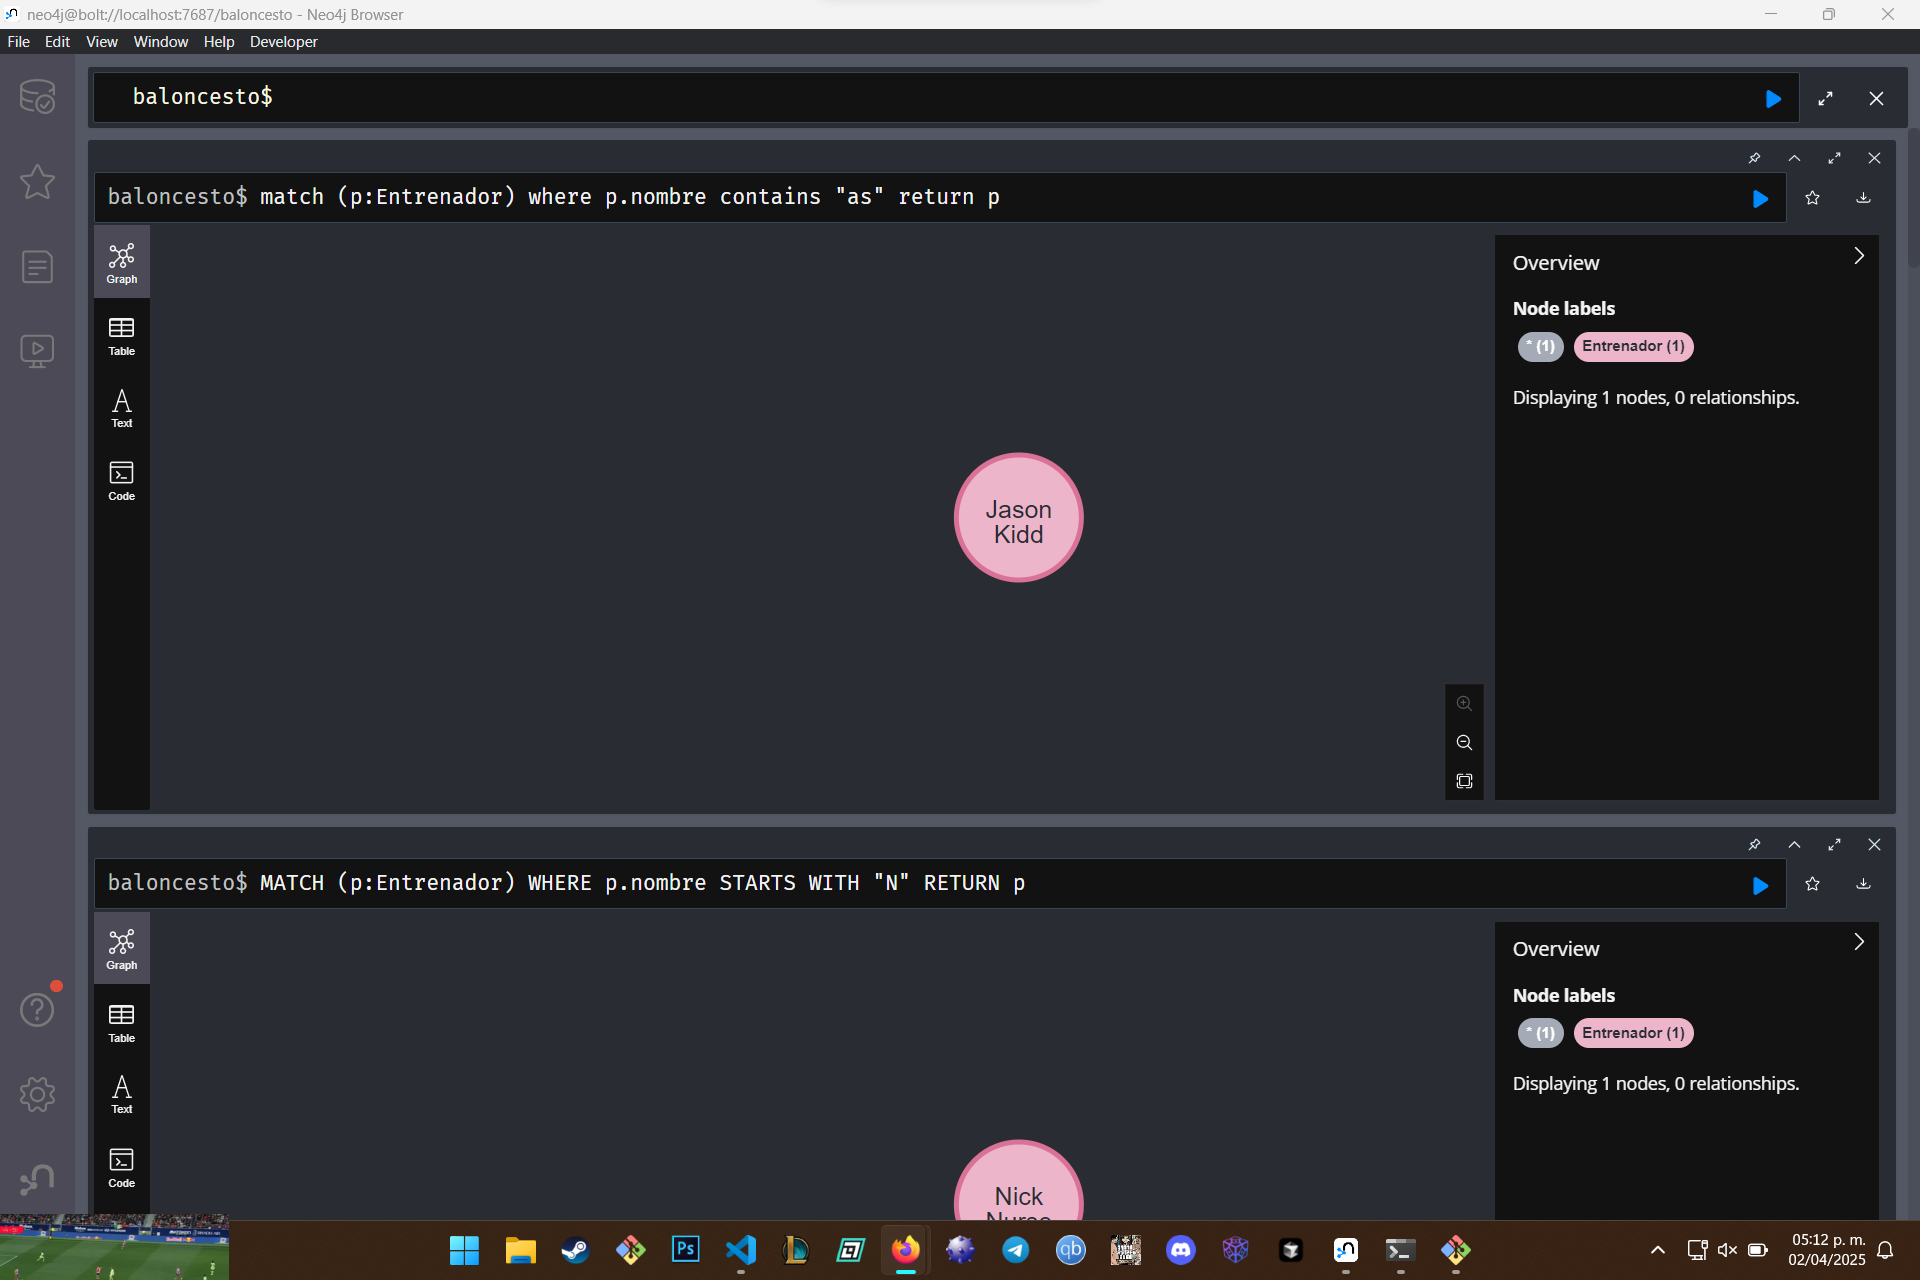 neo4j@bolt://localhost:7687/baloncesto - Neo4j Browser
File Edit View Window Help Developer
baloncesto$
baloncesto$ match (p:Entrenador) where p.nombre contains "as" return p
Graph
Table
Text
Code
Jason
Kidd
Overview
Node labels
* (1) Entrenador (1)
Displaying 1 nodes, 0 relationships.
baloncesto$ MATCH (p:Entrenador) WHERE p.nombre STARTS WITH "N" RETURN p
Graph
Table
Text
Code
Nick
Nurse
Overview
Node labels
* (1) Entrenador (1)
Displaying 1 nodes, 0 relationships.
Ps
qb
05:12 p. m.
02/04/2025